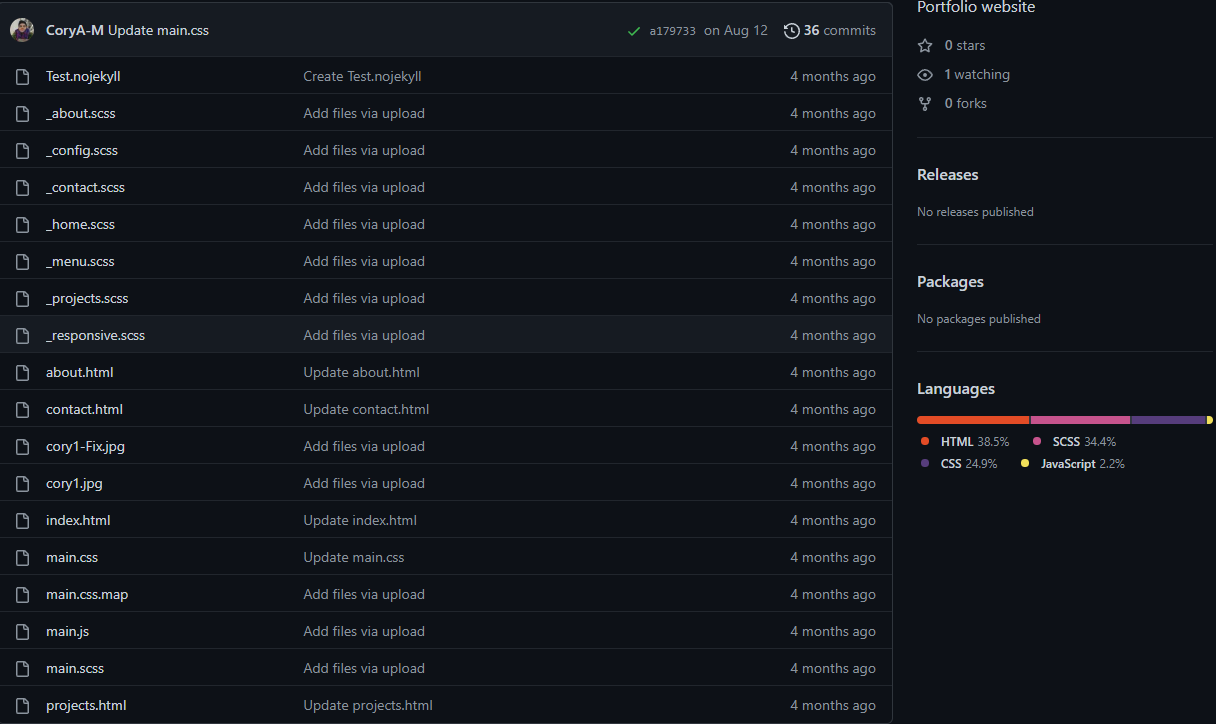 CoryA-M Update main.css a179733 on Aug 12 36 commits
Test.nojekyll Create Test.nojekyll 4 months ago
_about.scss Add files via upload 4 months ago
_config.scss Add files via upload 4 months ago
_contact.scss Add files via upload 4 months ago
_home.scss Add files via upload 4 months ago
_menu.scss Add files via upload 4 months ago
_projects.scss Add files via upload 4 months ago
_responsive.scss Add files via upload 4 months ago
about.html Update about.html 4 months ago
contact.html Update contact.html 4 months ago
cory1-Fix.jpg Add files via upload 4 months ago
cory1.jpg Add files via upload 4 months ago
index.html Update index.html 4 months ago
main.css Update main.css 4 months ago
main.css.map Add files via upload 4 months ago
main.js Add files via upload 4 months ago
main.scss Add files via upload 4 months ago
projects.html Update projects.html 4 months ago
Portfolio website
0 stars
1 watching
0 forks
Releases
No releases published
Packages
No packages published
Languages
HTML 38.5% SCSS 34.4%
CSS 24.9% JavaScript 2.2%